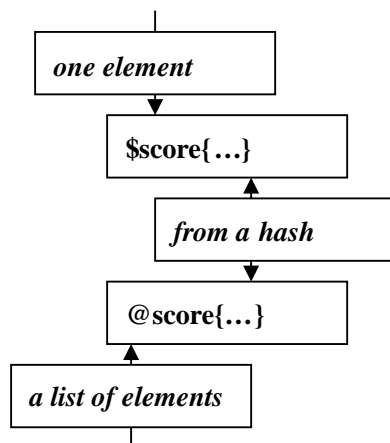 one element
$score{…}
from a hash
@score{…}
a list of elements